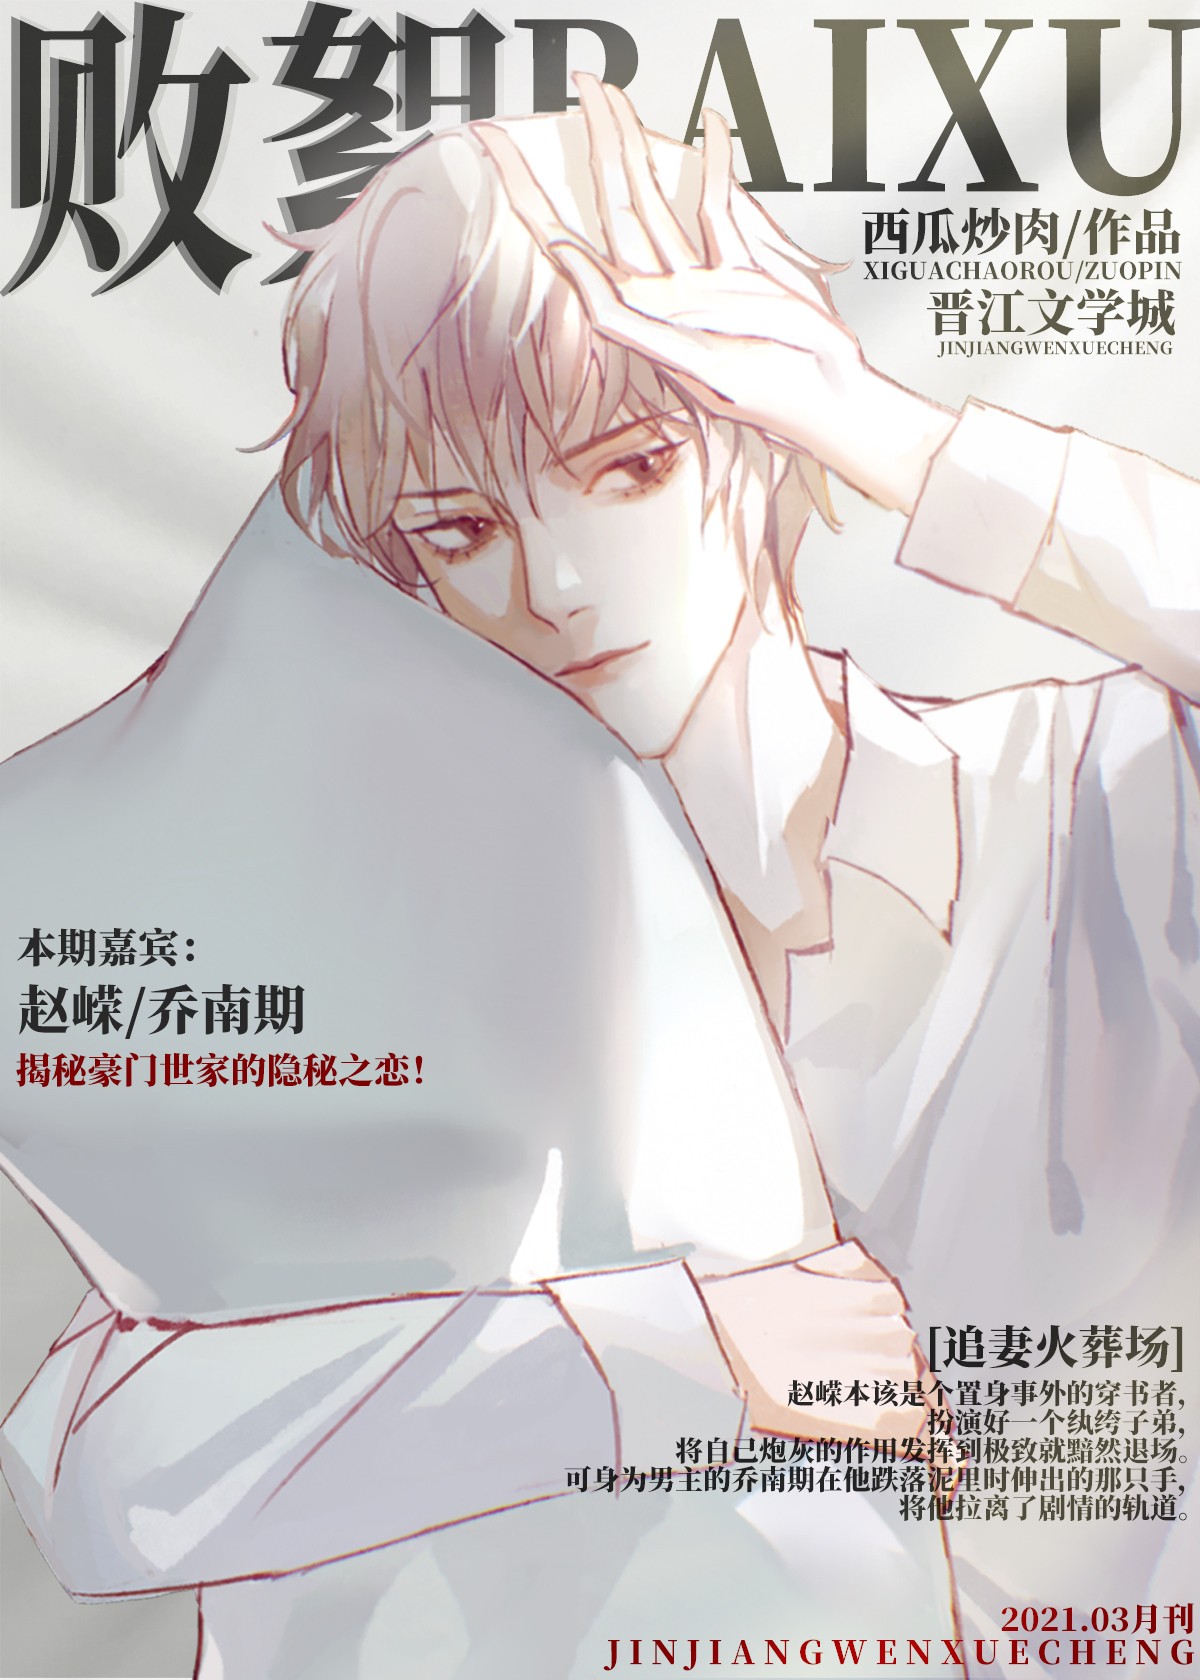 败絮BAIXU
西瓜炒肉/作品
XIGUACHAOROU/ZUOPIN
晋江文学城
JINJIANGWENXUECHENG
本期嘉宾：
赵嵘/乔南期
揭秘豪门世家的隐秘之恋！
[追妻火葬场]
赵嵘本该是个置身事外的穿书者，
扮演好一个纨绔子弟，
将自己炮灰的作用发挥到极致就黯然退场。
可身为男主的乔南期在他跌落泥里时伸出的那只手，
将他拉离了剧情的轨道。
2021.03月刊
JINJIANGWENXUECHENG